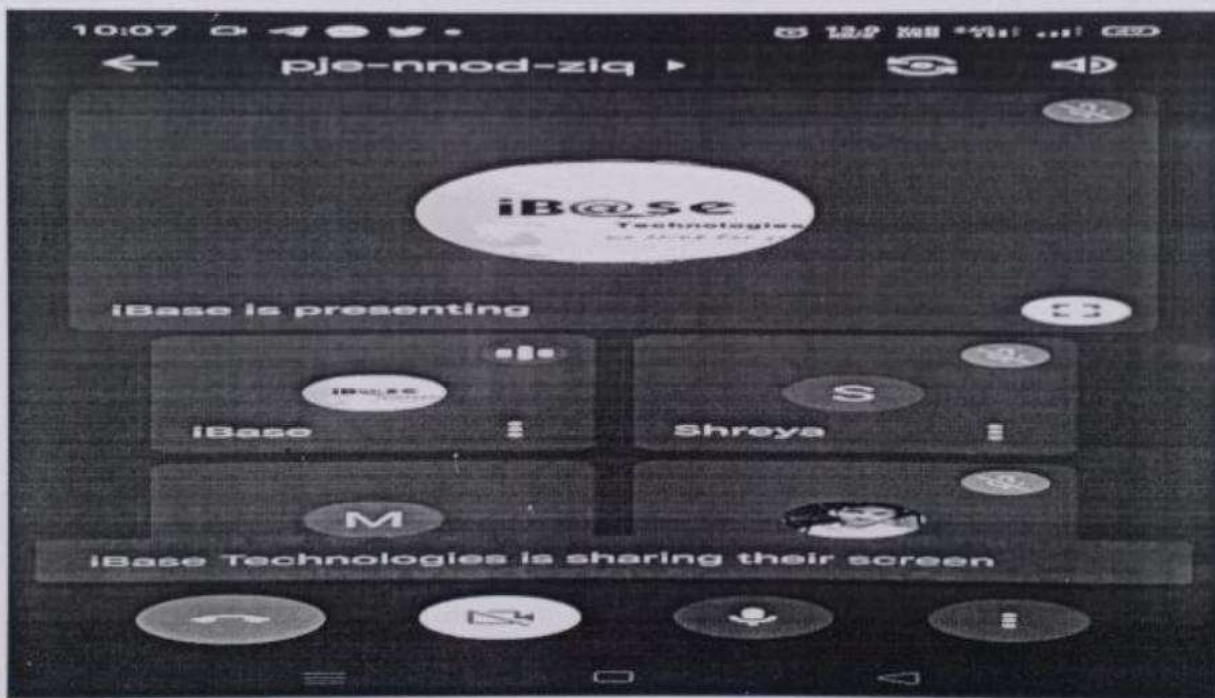 10:07
pje-nnod-ziq
iB@se
Technologies
iBase is presenting
iBase
S
Shreya
M
iBase Technologies is sharing their screen